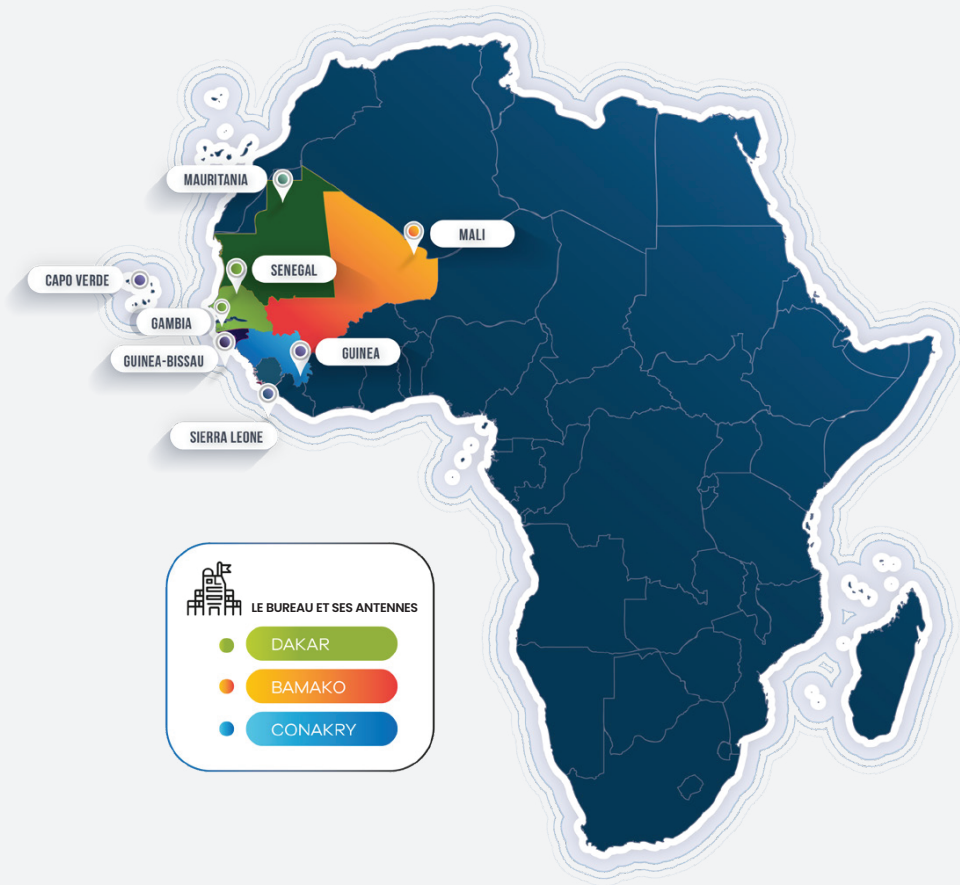 MAURITANIA
MALI
SENEGAL
CAPO VERDE
GAMBIA
GUINEA-BISSAU
GUINEA
SIERRA LEONE
LE BUREAU ET SES ANTENNES
DAKAR
BAMAKO
CONAKRY